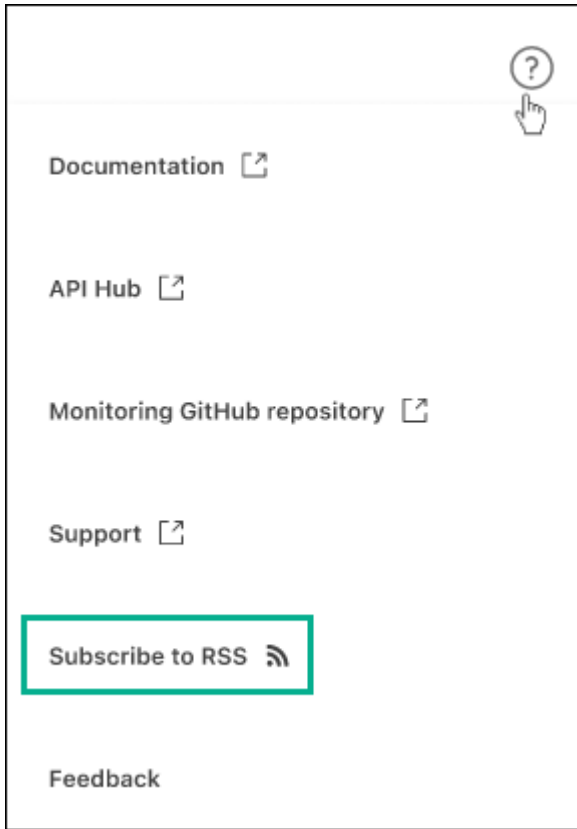 ?
Documentation
API Hub
Monitoring GitHub repository
Support
Subscribe to RSS
Feedback